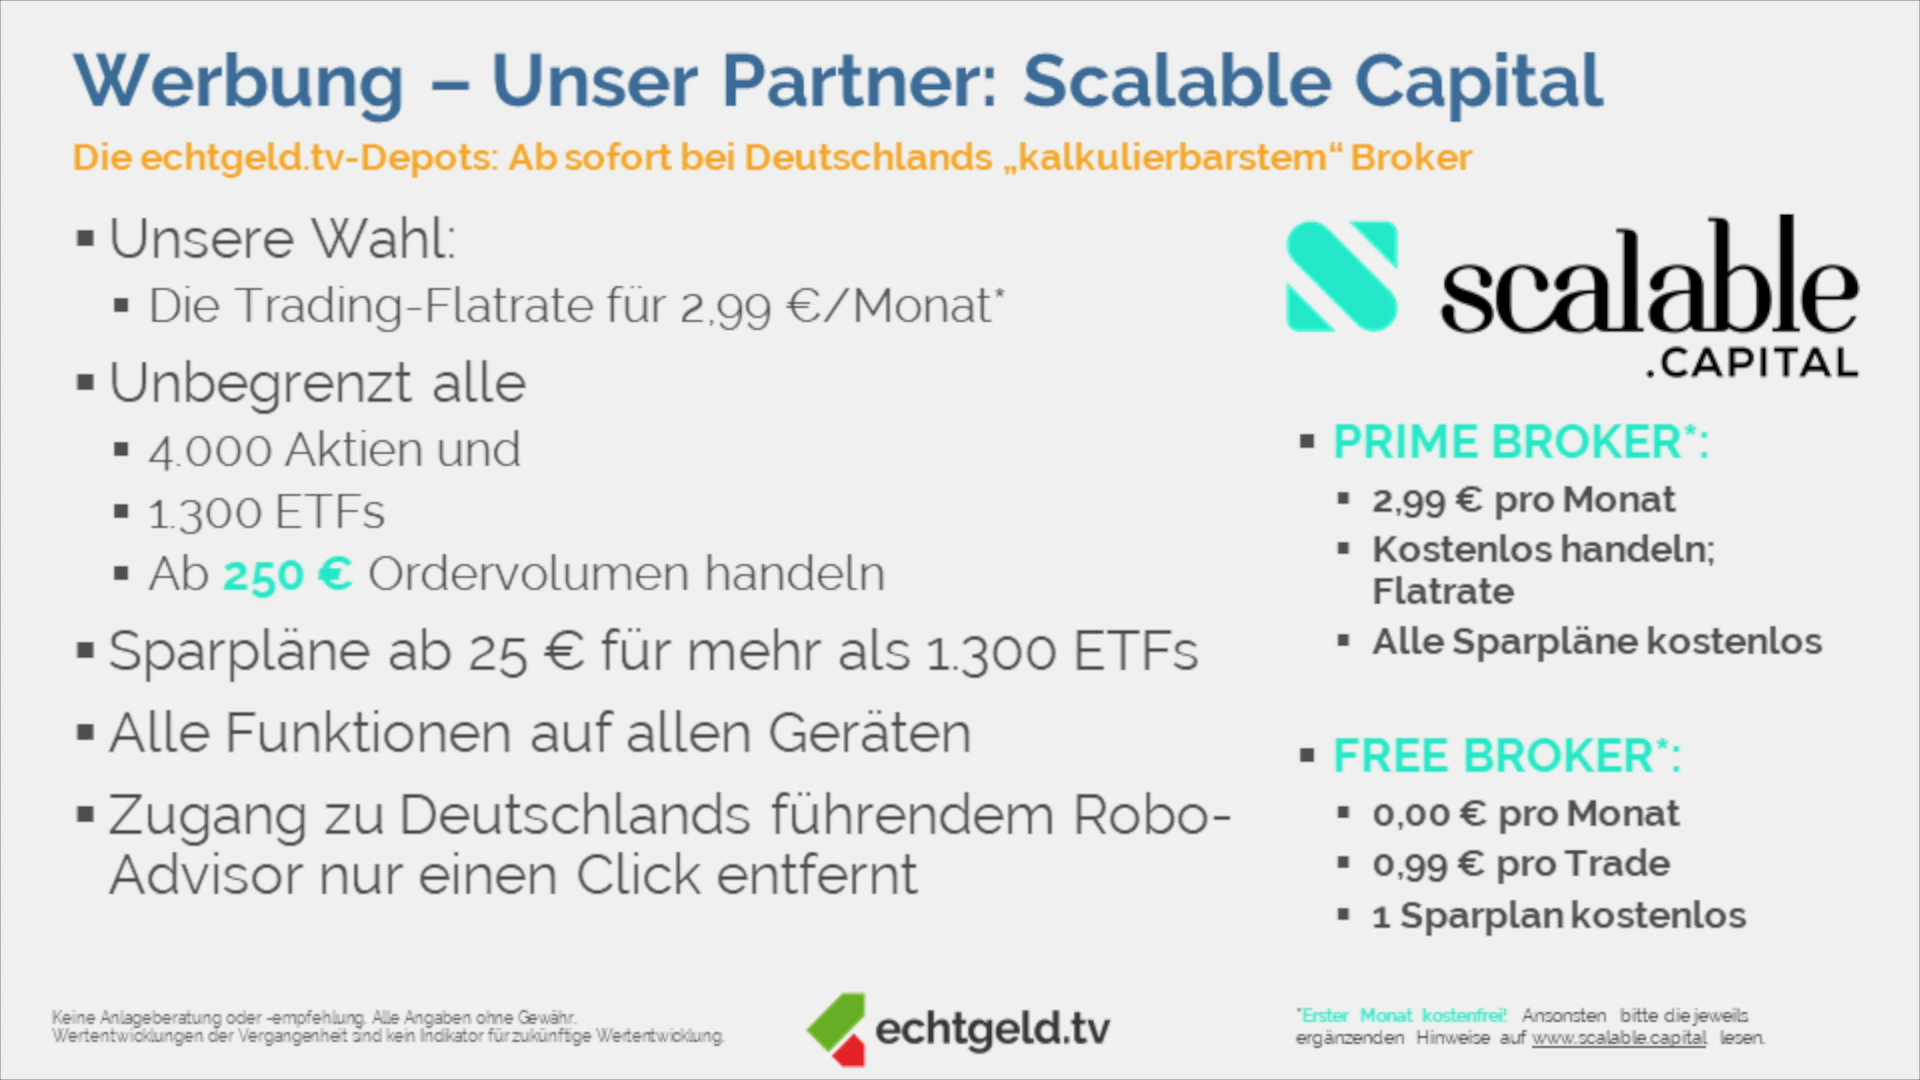 Werbung – Unser Partner: Scalable Capital
Die echtgeld.tv-Depots: Ab sofort bei Deutschlands „kalkulierbarstem“ Broker
▪ Unsere Wahl:
▪ Die Trading-Flatrate für 2,99 €/Monat*
▪ Unbegrenzt alle
▪ 4.000 Aktien und
▪ 1.300 ETFs
▪ Ab 250 € Ordervolumen handeln
▪ Sparpläne ab 25 € für mehr als 1.300 ETFs
▪ Alle Funktionen auf allen Geräten
▪ Zugang zu Deutschlands führendem Robo-
Advisor nur einen Click entfernt
scalable
.CAPITAL
▪ PRIME BROKER*:
▪ 2,99 € pro Monat
▪ Kostenlos handeln;
Flatrate
▪ Alle Sparpläne kostenlos
▪ FREE BROKER*:
▪ 0,00 € pro Monat
▪ 0,99 € pro Trade
▪ 1 Sparplan kostenlos
Keine Anlageberatung oder -empfehlung. Alle Angaben ohne Gewähr.
Wertentwicklungen der Vergangenheit sind kein Indikator für zukünftige Wertentwicklung.
echtgeld.tv
*Erster Monat kostenfrei! Ansonsten bitte die jeweils
ergänzenden Hinweise auf www.scalable.capital lesen.